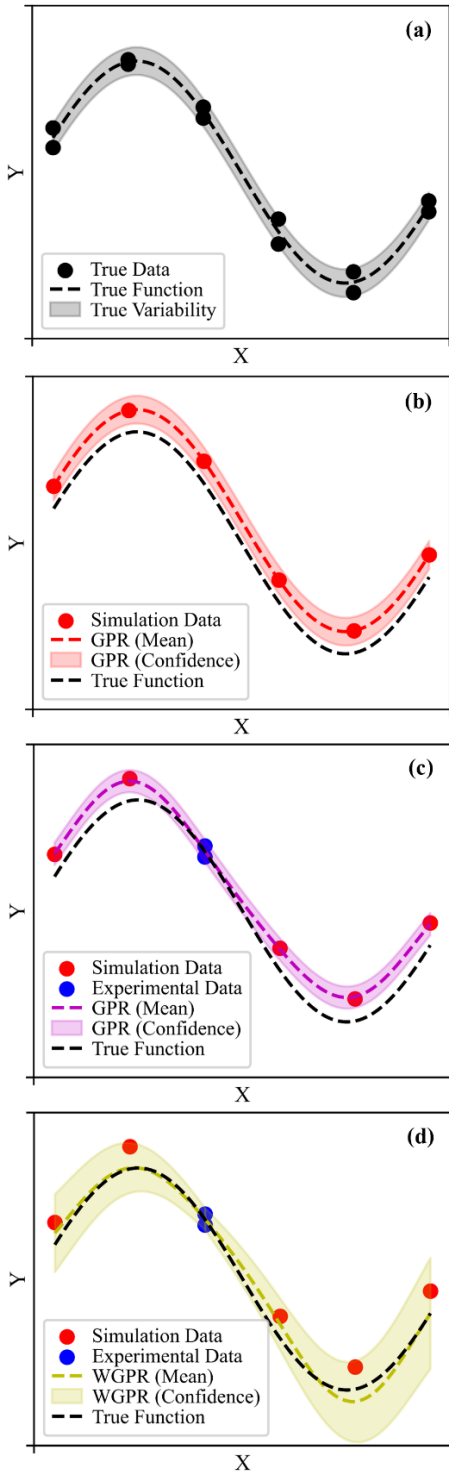 (a)
Y
True Data
True Function
True Variability
X
(b)
Y
Simulation Data
GPR (Mean)
GPR (Confidence)
True Function
X
(c)
Y
Simulation Data
Experimental Data
GPR (Mean)
GPR (Confidence)
True Function
X
(d)
Y
Simulation Data
Experimental Data
WGPR (Mean)
WGPR (Confidence)
True Function
X